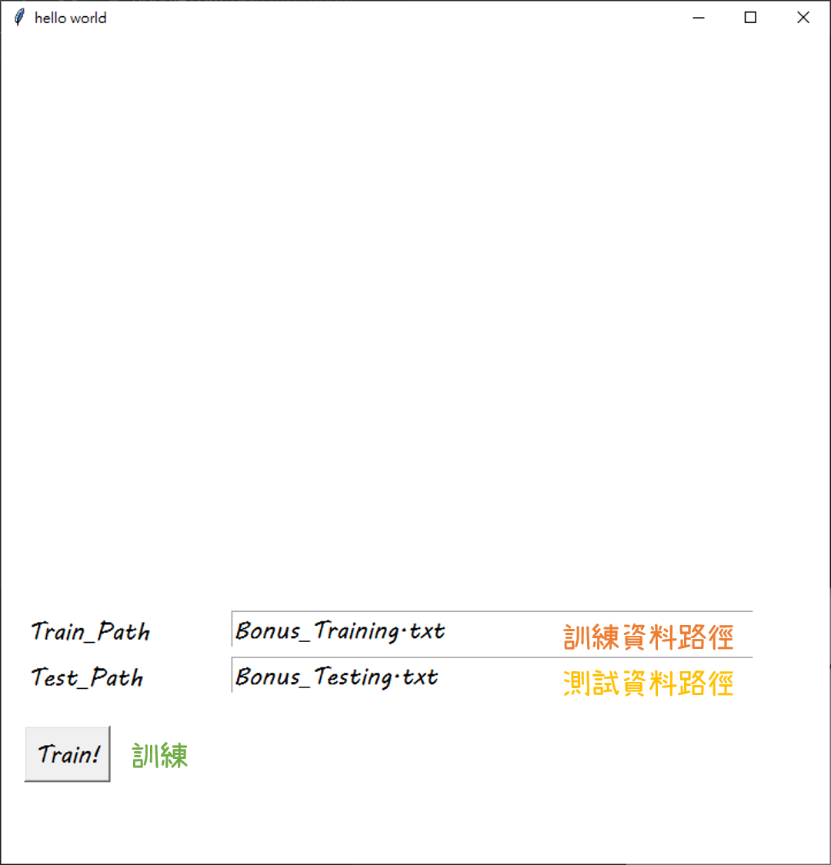 hello world
Train_Path Bonus_Training.txt 訓練資料路徑
Test_Path Bonus_Testing.txt 測試資料路徑
Train! 訓練